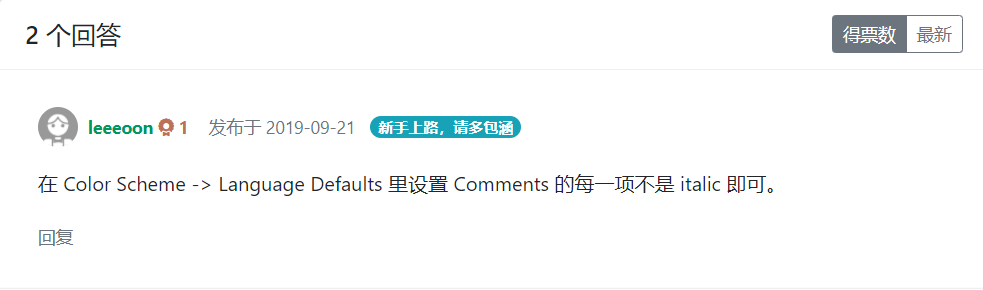 2 个回答
得票数 最新
leeeoon 1 发布于 2019-09-21 新手上路，请多包涵
在 Color Scheme -> Language Defaults 里设置 Comments 的每一项不是 italic 即可。
回复